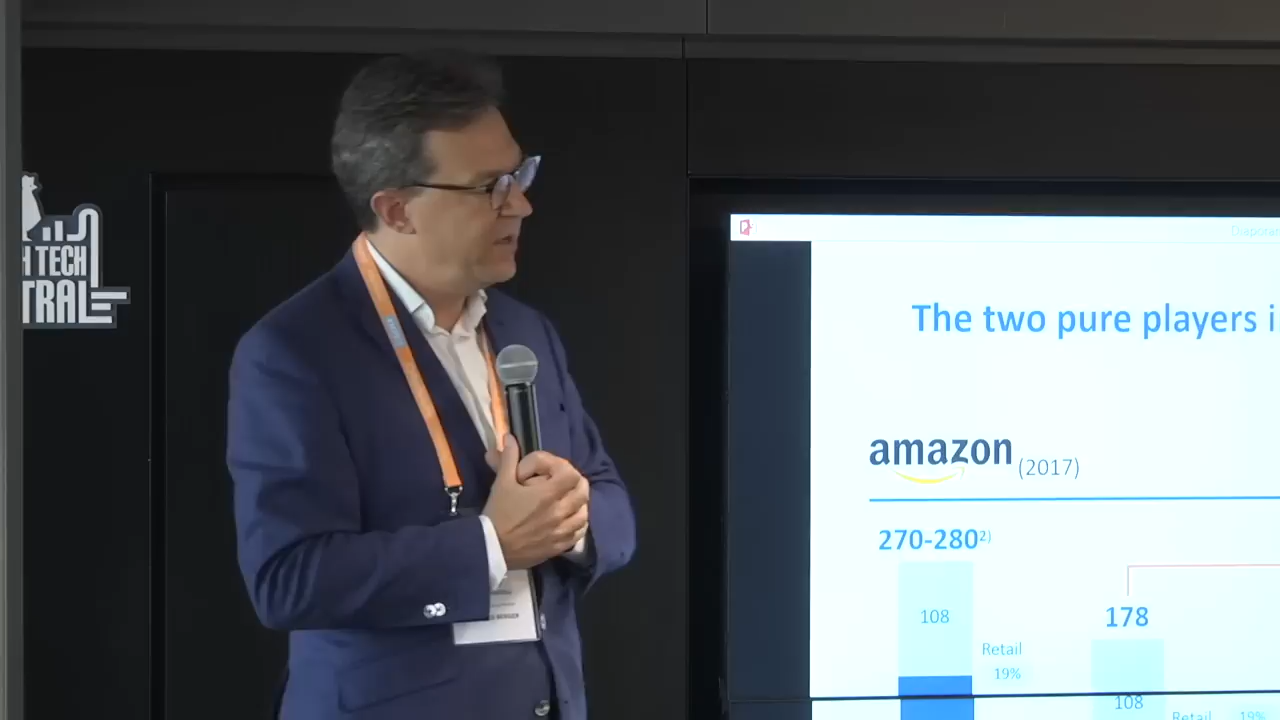 H TECH
TRAL
The two pure players i
amazon (2017)
270-280²⁾
108
178
Retail
19%
108
Retail 19%